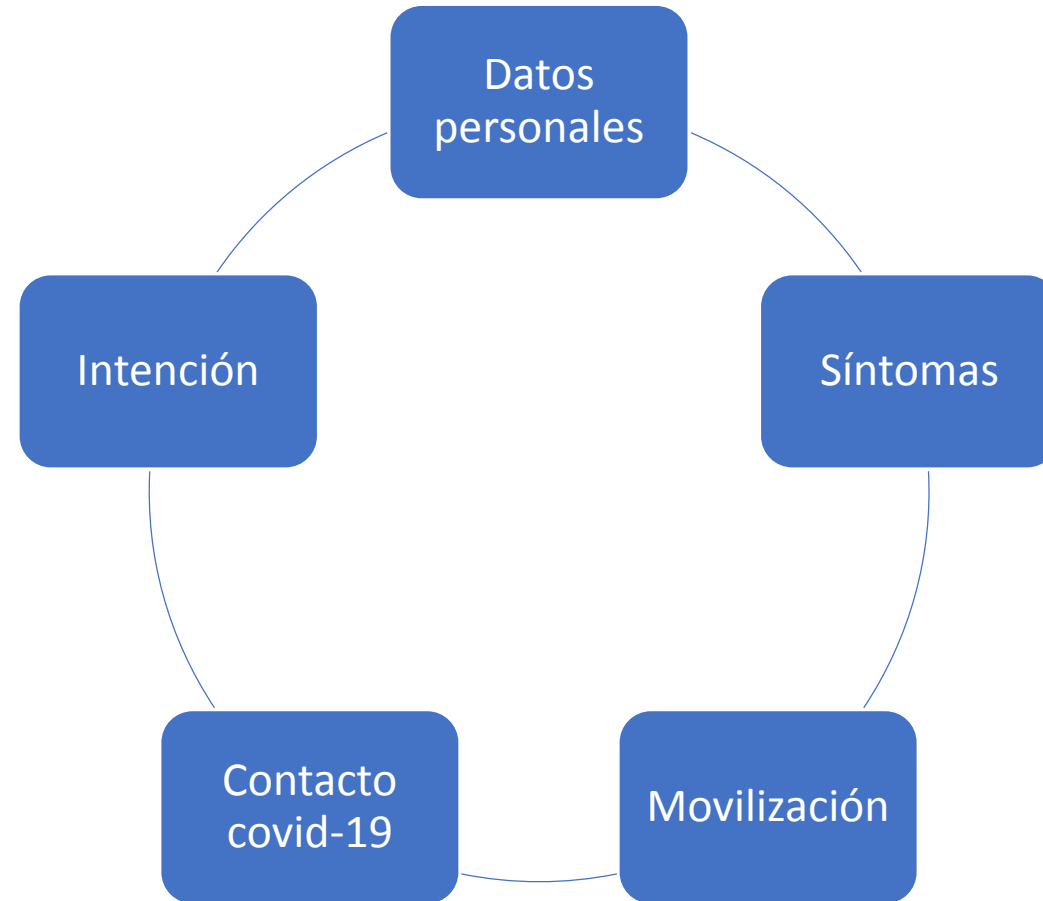 Datos
personales
Síntomas
Movilización
Contacto
covid-19
Intención